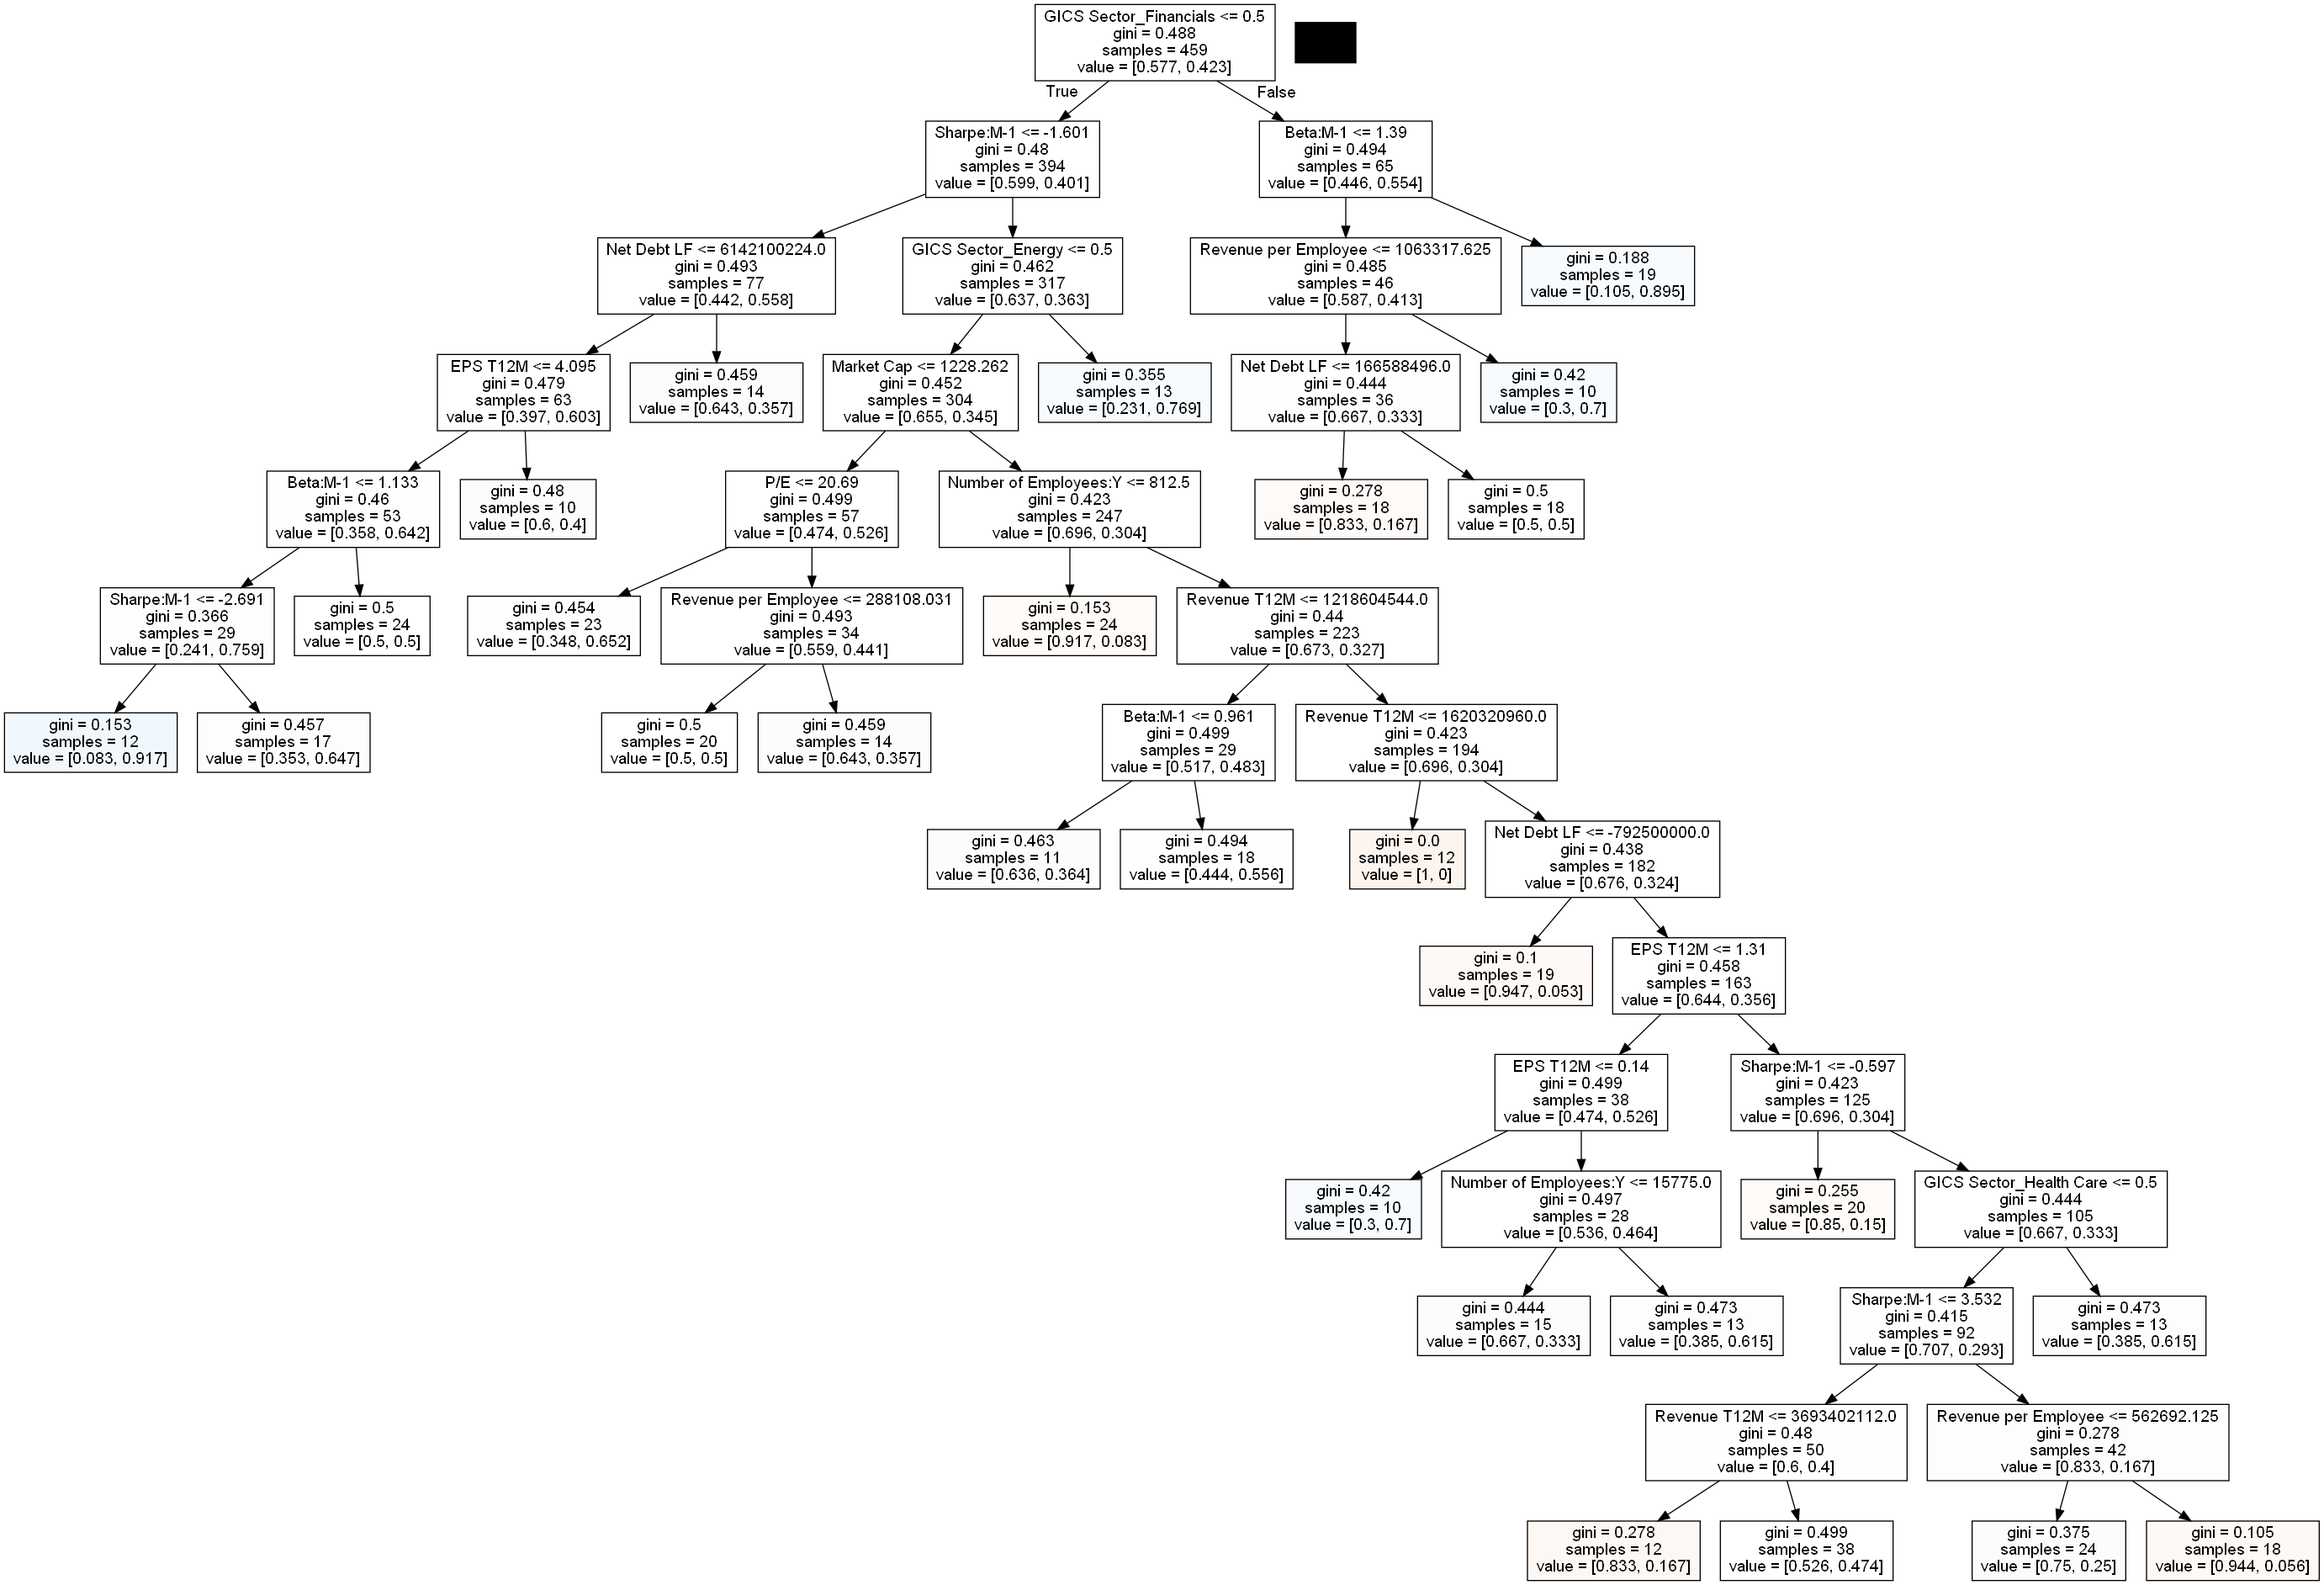 GICS Sector_Financials <= 0.5
gini = 0.488
samples = 459
value = [0.577, 0.423]
True
False
Sharpe:M-1 <= -1.601
gini = 0.48
samples = 394
value = [0.599, 0.401]
Beta:M-1 <= 1.39
gini = 0.494
samples = 65
value = [0.446, 0.554]
Net Debt LF <= 6142100224.0
gini = 0.493
samples = 77
value = [0.442, 0.558]
GICS Sector_Energy <= 0.5
gini = 0.462
samples = 317
value = [0.637, 0.363]
Revenue per Employee <= 1063317.625
gini = 0.485
samples = 46
value = [0.587, 0.413]
gini = 0.188
samples = 19
value = [0.105, 0.895]
EPS T12M <= 4.095
gini = 0.479
samples = 63
value = [0.397, 0.603]
gini = 0.459
samples = 14
value = [0.643, 0.357]
Market Cap <= 1228.262
gini = 0.452
samples = 304
value = [0.655, 0.345]
gini = 0.355
samples = 13
value = [0.231, 0.769]
Net Debt LF <= 166588496.0
gini = 0.444
samples = 36
value = [0.667, 0.333]
gini = 0.42
samples = 10
value = [0.3, 0.7]
Beta:M-1 <= 1.133
gini = 0.46
samples = 53
value = [0.358, 0.642]
gini = 0.48
samples = 10
value = [0.6, 0.4]
P/E <= 20.69
gini = 0.499
samples = 57
value = [0.474, 0.526]
Number of Employees:Y <= 812.5
gini = 0.423
samples = 247
value = [0.696, 0.304]
gini = 0.278
samples = 18
value = [0.833, 0.167]
gini = 0.5
samples = 18
value = [0.5, 0.5]
Sharpe:M-1 <= -2.691
gini = 0.366
samples = 29
value = [0.241, 0.759]
gini = 0.5
samples = 24
value = [0.5, 0.5]
gini = 0.454
samples = 23
value = [0.348, 0.652]
Revenue per Employee <= 288108.031
gini = 0.493
samples = 34
value = [0.559, 0.441]
gini = 0.153
samples = 24
value = [0.917, 0.083]
Revenue T12M <= 1218604544.0
gini = 0.44
samples = 223
value = [0.673, 0.327]
gini = 0.153
samples = 12
value = [0.083, 0.917]
gini = 0.457
samples = 17
value = [0.353, 0.647]
gini = 0.5
samples = 20
value = [0.5, 0.5]
gini = 0.459
samples = 14
value = [0.643, 0.357]
Beta:M-1 <= 0.961
gini = 0.499
samples = 29
value = [0.517, 0.483]
Revenue T12M <= 1620320960.0
gini = 0.423
samples = 194
value = [0.696, 0.304]
gini = 0.463
samples = 11
value = [0.636, 0.364]
gini = 0.494
samples = 18
value = [0.444, 0.556]
gini = 0.0
samples = 12
value = [1, 0]
Net Debt LF <= -792500000.0
gini = 0.438
samples = 182
value = [0.676, 0.324]
gini = 0.1
samples = 19
value = [0.947, 0.053]
EPS T12M <= 1.31
gini = 0.458
samples = 163
value = [0.644, 0.356]
EPS T12M <= 0.14
gini = 0.499
samples = 38
value = [0.474, 0.526]
Sharpe:M-1 <= -0.597
gini = 0.423
samples = 125
value = [0.696, 0.304]
gini = 0.42
samples = 10
value = [0.3, 0.7]
Number of Employees:Y <= 15775.0
gini = 0.497
samples = 28
value = [0.536, 0.464]
gini = 0.255
samples = 20
value = [0.85, 0.15]
GICS Sector_Health Care <= 0.5
gini = 0.444
samples = 105
value = [0.667, 0.333]
gini = 0.444
samples = 15
value = [0.667, 0.333]
gini = 0.473
samples = 13
value = [0.385, 0.615]
Sharpe:M-1 <= 3.532
gini = 0.415
samples = 92
value = [0.707, 0.293]
gini = 0.473
samples = 13
value = [0.385, 0.615]
Revenue T12M <= 3693402112.0
gini = 0.48
samples = 50
value = [0.6, 0.4]
Revenue per Employee <= 562692.125
gini = 0.278
samples = 42
value = [0.833, 0.167]
gini = 0.278
samples = 12
value = [0.833, 0.167]
gini = 0.499
samples = 38
value = [0.526, 0.474]
gini = 0.375
samples = 24
value = [0.75, 0.25]
gini = 0.105
samples = 18
value = [0.944, 0.056]